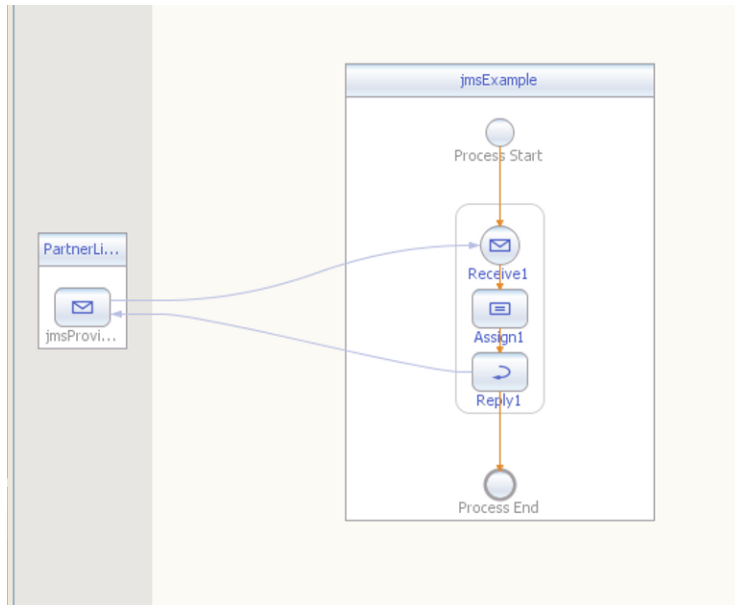 jmsExample
Process Start
PartnerLi...
Receive1
jmsProvi...
Assign1
Reply1
Process End